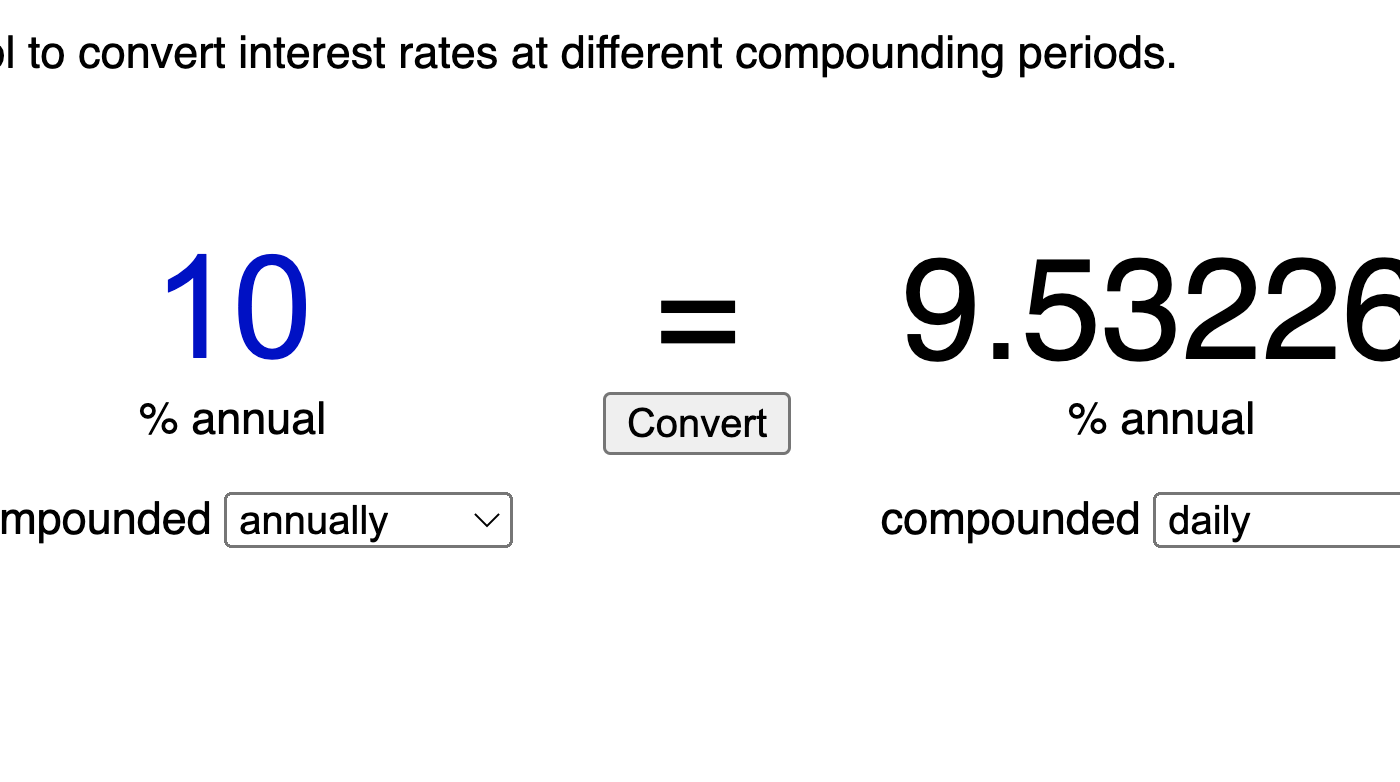 to convert interest rates at different compounding periods.
10 = 9.53226
% annual Convert % annual
mpounded annually compounded daily